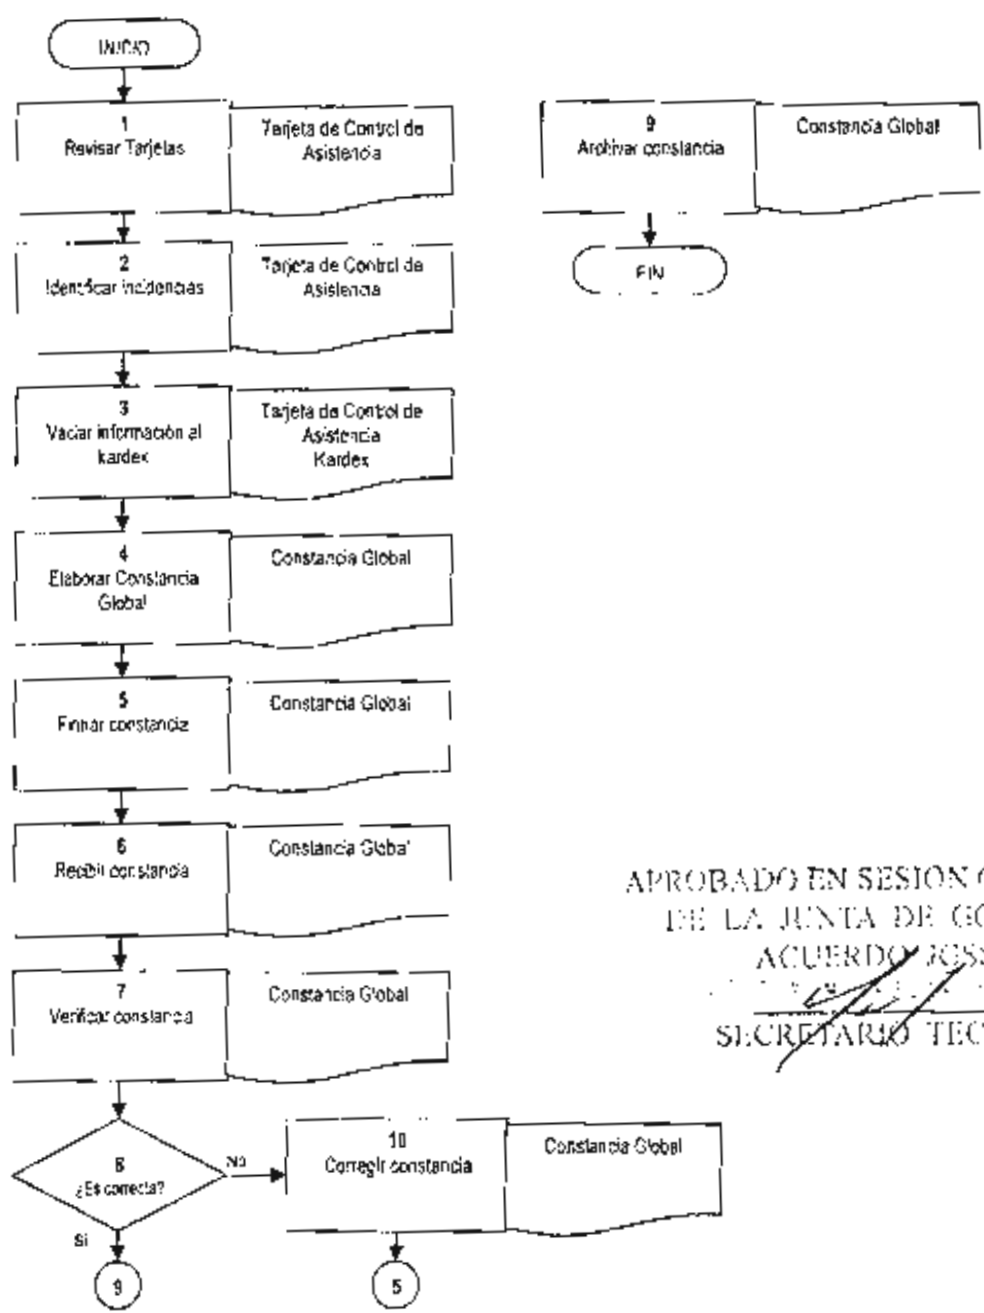 INICIO
1
Revisar Tarjetas
Tarjeta de Control de
Asistencia
2
Identificar incidencias
Tarjeta de Control de
Asistencia
3
Vaciar información al
kardex
Tarjeta de Control de
Asistencia
Kardex
4
Elaborar Constancia
Global
Constancia Global
5
Firmar constancia
Constancia Global
6
Recibir constancia
Constancia Global
7
Verificar constancia
Constancia Global
8
¿Es correcta?
No
Si
9
10
Corregir constancia
Constancia Global
5
9
Archivar constancia
Constancia Global
FIN
APROBADO EN SESION
DE LA JUNTA DE GO
ACUERDO
SECRETARIO TEC